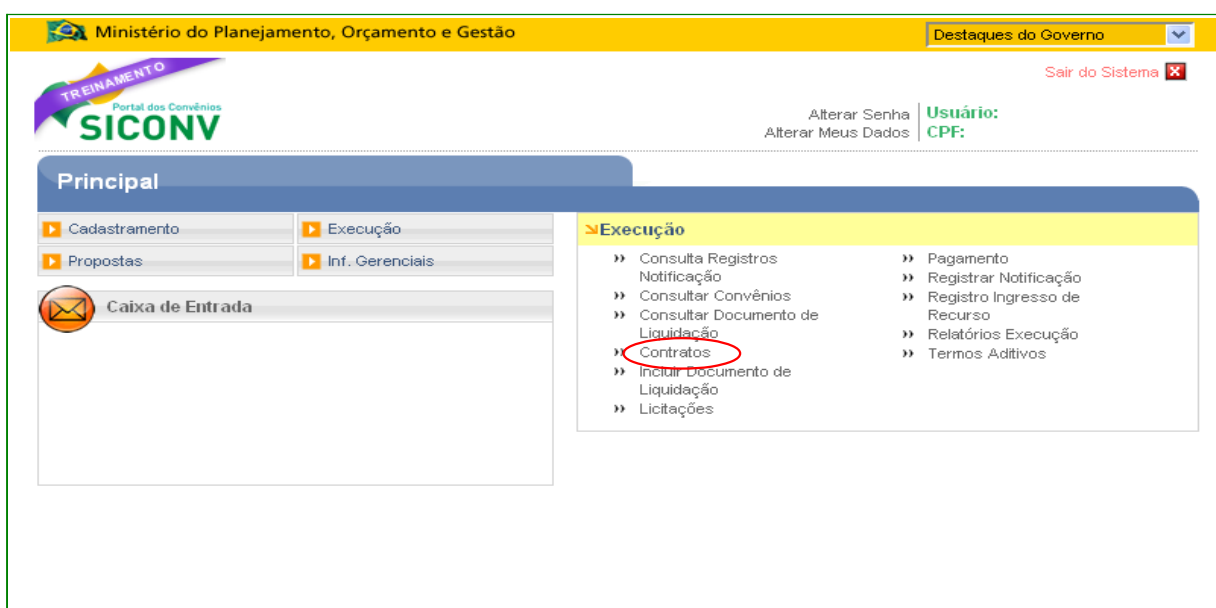 Ministério do Planejamento, Orçamento e Gestão
Destaques do Governo
Sair do Sistema
TREINAMENTO
Portal dos Convênios
SICONV
Alterar Senha
Usuário:
Alterar Meus Dados
CPF:
Principal
Cadastramento
Execução
Propostas
Inf. Gerenciais
Caixa de Entrada
Execução
Consulta Registros
Notificação
Consultar Convênios
Consultar Documento de
Liquidação
Contratos
Incluir Documento de
Liquidação
Licitações
Pagamento
Registrar Notificação
Registro Ingresso de
Recurso
Relatórios Execução
Termos Aditivos